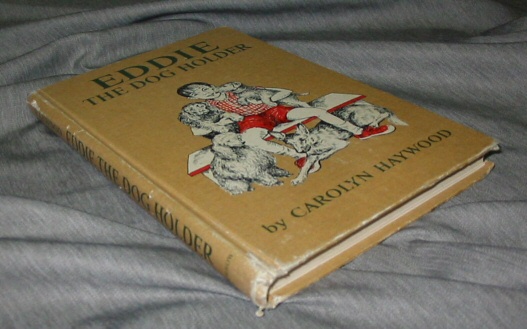 EDDIE
THE DOG HOLDER
by CAROLYN HAYWOOD
EDDIE THE DOG HOLDER